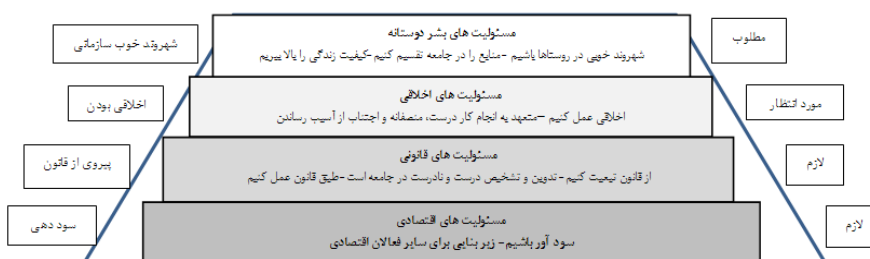 مسئولیت های بشر دوستانه
شهروند خوبی در روستاها باشیم -منابع را در جامعه تقسیم کنیم -کیفیت زندگی را بالا ببریم
مطلوب
شهروند خوب سازمانی
مسئولیت های اخلاقی
اخلاقی عمل کنیم -متعهد به انجام کار درست، منصفانه و اجتناب از آسیب رساندن
مورد انتظار
اخلاقی بودن
مسئولیت های قانونی
از قانون تبعیت کنیم -تدوین و تشخیص درست و نادرست در جامعه است -طبق قانون عمل کنیم
لازم
پیروی از قانون
مسئولیت های اقتصادی
سود آور باشیم - زیر بنایی برای سایر فعالان اقتصادی
لازم
سود دهی